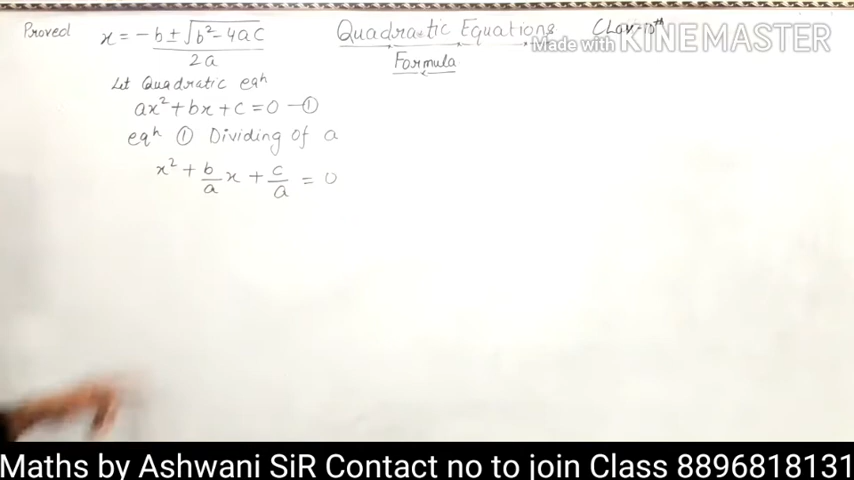 Proved x = -b ± √b² - 4ac / 2a
Quadratic Equations
Formula
Made with KINEMASTER
Let Quadratic eqⁿ
ax² + bx + c = 0 - ①
eqⁿ ① Dividing of a
x² + b/a x + c/a = 0
Maths by Ashwani SiR Contact no to join Class 8896818131